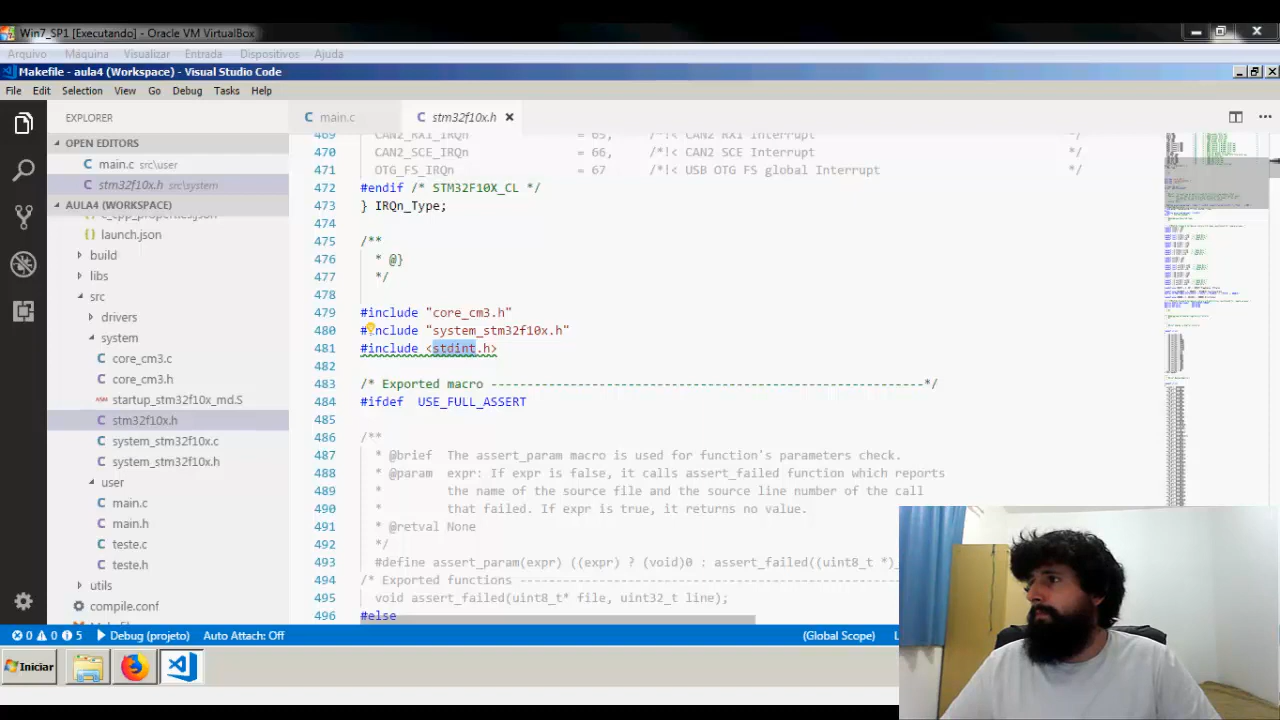 Win7_SP1 [Executando] - Oracle VM VirtualBox
Arquivo Máquina Visualizar Entrada Dispositivos Ajuda
Makefile - aula4 (Workspace) - Visual Studio Code
File Edit Selection View Go Debug Tasks Help
EXPLORER
OPEN EDITORS
main.c src\user
stm32f10x.h src\system
AULA4 (WORKSPACE)
c_cpp_properties.json
launch.json
build
libs
src
drivers
system
core_cm3.c
core_cm3.h
startup_stm32f10x_md.S
stm32f10x.h
system_stm32f10x.c
system_stm32f10x.h
user
main.c
main.h
teste.c
teste.h
utils
compile.conf
main.c stm32f10x.h
469 CAN2_RX1_IRQn = 65, /*!< CAN2 RX1 Interrupt */
470 CAN2_SCE_IRQn = 66, /*!< CAN2 SCE Interrupt */
471 OTG_FS_IRQn = 67 /*!< USB OTG FS global Interrupt */
472 #endif /* STM32F10X_CL */
473 } IRQn_Type;
474
475 /**
476 * @}
477 */
478
479 #include "core_cm3.h"
480 #include "system_stm32f10x.h"
481 #include <stdint.h>
482
483 /* Exported macro ------------------------------------------------------------*/
484 #ifdef USE_FULL_ASSERT
485
486 /**
487 * @brief The assert_param macro is used for function's parameters check.
488 * @param expr: If expr is false, it calls assert_failed function which reports
489 the name of the source file and the source line number of the call
490 that failed. If expr is true, it returns no value.
491 * @retval None
492 */
493 #define assert_param(expr) ((expr) ? (void)0 : assert_failed((uint8_t *)_
494 /* Exported functions ------------------------------------------------------
495 void assert_failed(uint8_t* file, uint32_t line);
496 #else
0 0 5 Debug (projeto) Auto Attach: Off (Global Scope)
Iniciar